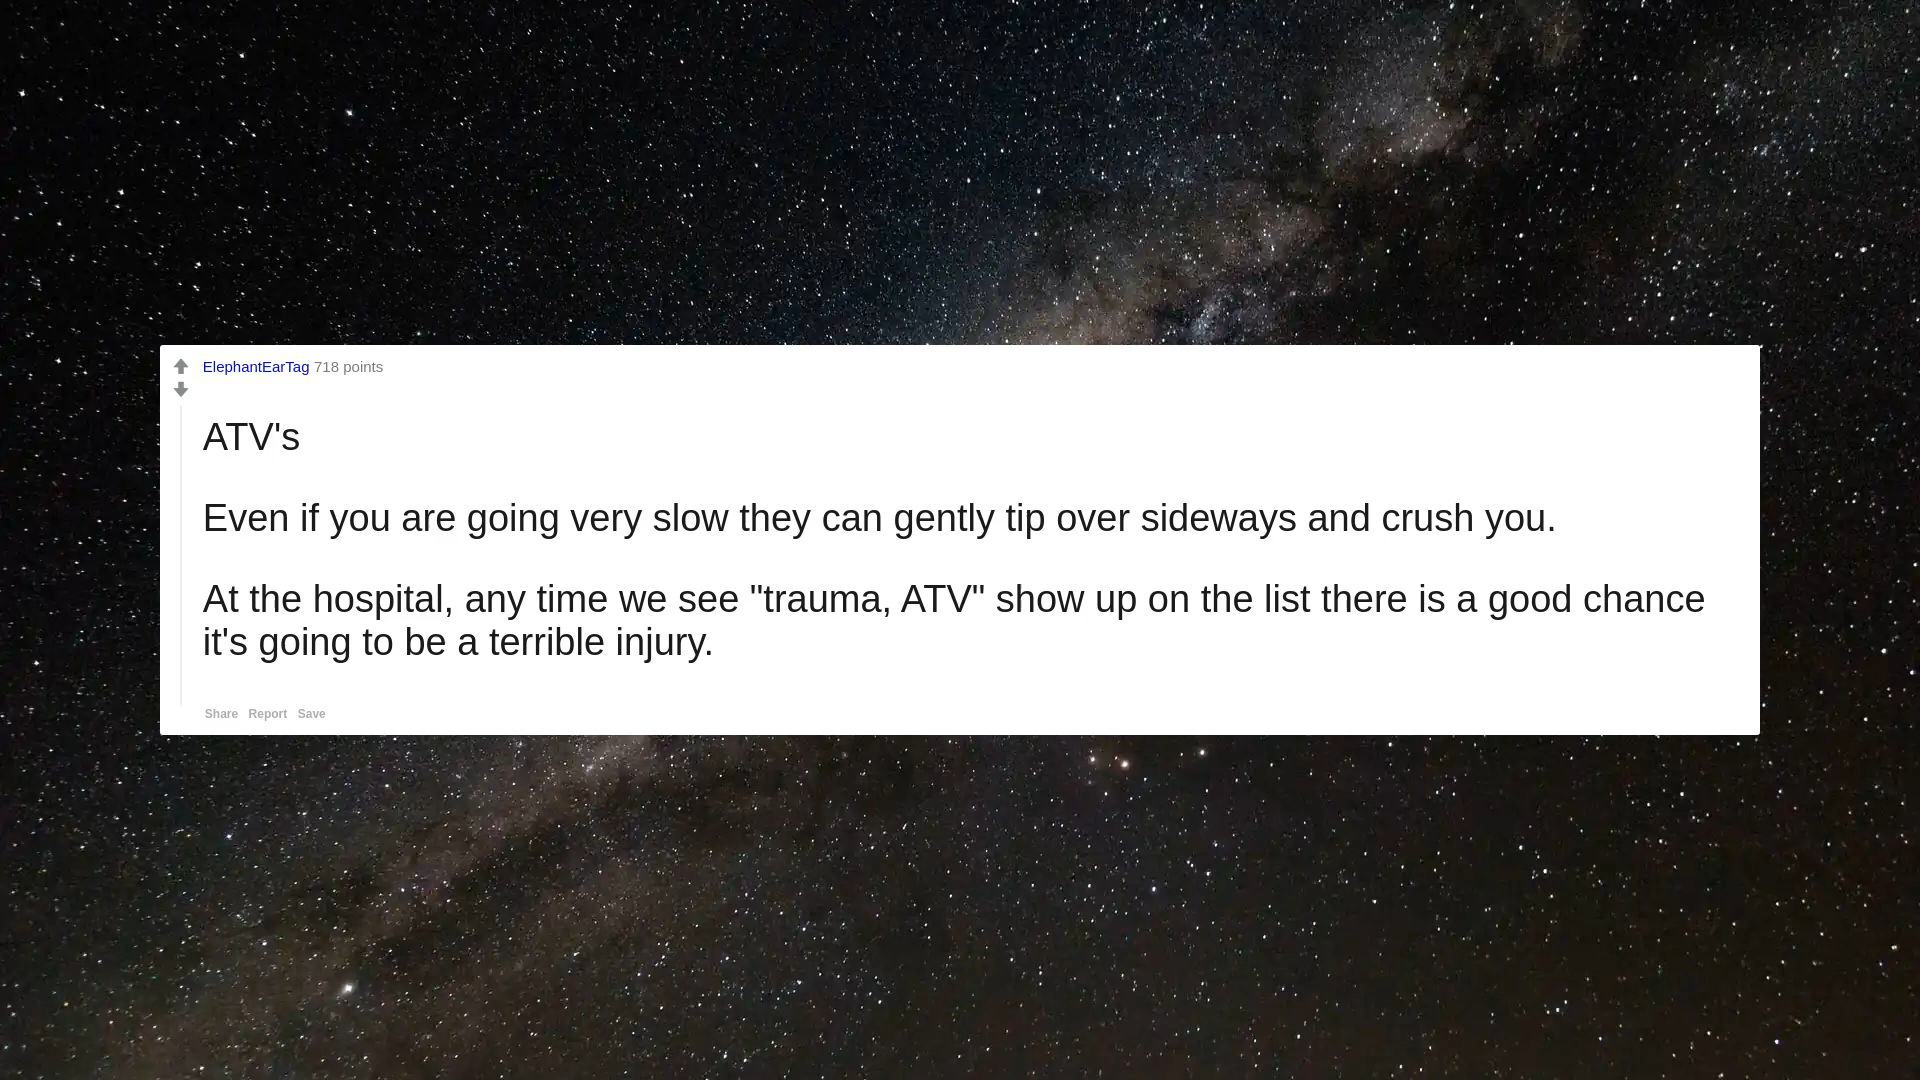 ElephantEarTag 718 points
ATV's
Even if you are going very slow they can gently tip over sideways and crush you.
At the hospital, any time we see "trauma, ATV" show up on the list there is a good chance
it's going to be a terrible injury.
Share Report Save